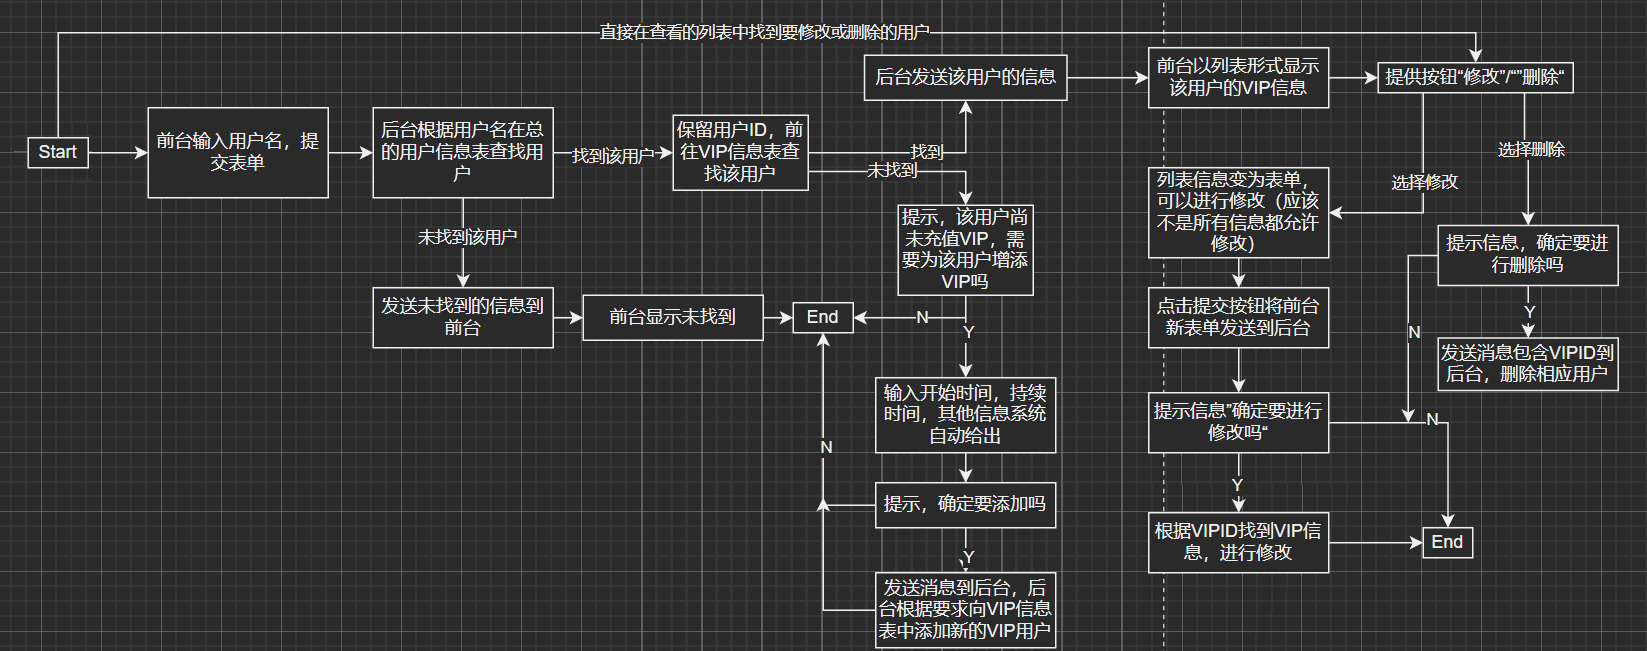 直接在查看的列表中找到要修改或删除的用户
Start
前台输入用户名，提
交表单
后台根据用户名在总
的用户信息表查找用
户
找到该用户
未找到该用户
发送未找到的信息到
前台
前台显示未找到
End
保留用户ID，前
往VIP信息表查
找该用户
找到
未找到
后台发送该用户的信息
提示，该用户尚
未充值VIP，需
要为该用户增添
VIP吗
N
Y
输入开始时间，持续
时间，其他信息系统
自动给出
提示，确定要添加吗
N
Y
发送消息到后台，后
台根据要求向VIP信息
表中添加新的VIP用户
前台以列表形式显示
该用户的VIP信息
提供按钮“修改”/“”删除“
选择修改
选择删除
列表信息变为表单，
可以进行修改（应该
不是所有信息都允许
修改）
点击提交按钮将前台
新表单发送到后台
提示信息”确定要进行
修改吗“
Y
N
根据VIPID找到VIP信
息，进行修改
End
提示信息，确定要进
行删除吗
N
Y
发送消息包含VIPID到
后台，删除相应用户